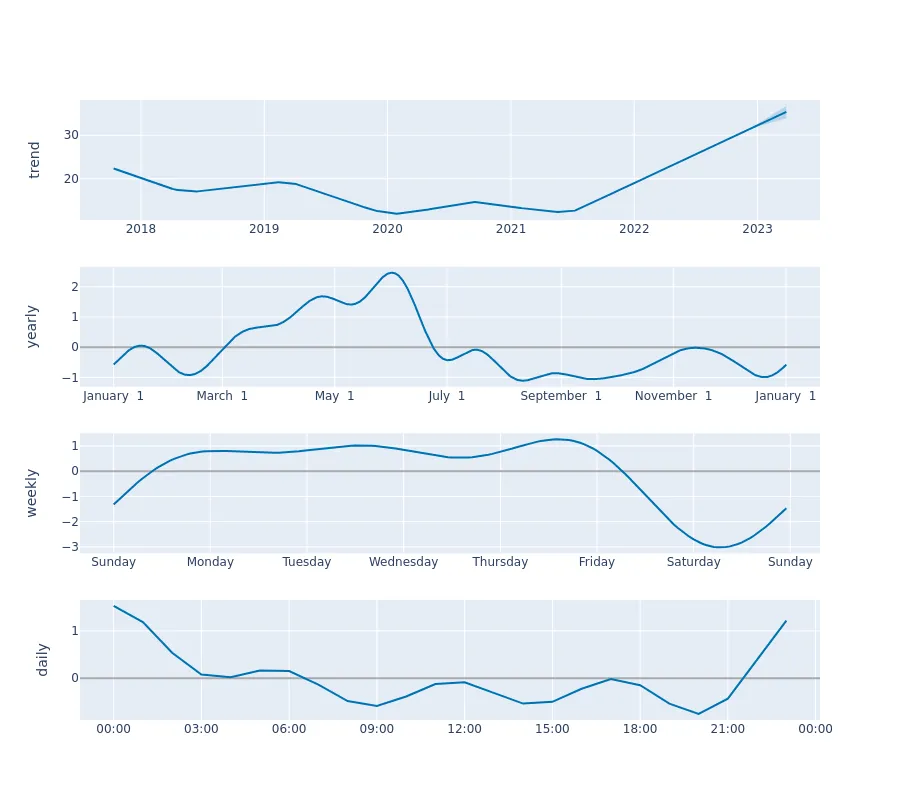 trend
30
20
2018 2019 2020 2021 2022 2023
yearly
2
1
0
−1
January 1 March 1 May 1 July 1 September 1 November 1 January 1
weekly
1
0
−1
−2
−3
Sunday Monday Tuesday Wednesday Thursday Friday Saturday Sunday
daily
1
0
00:00 03:00 06:00 09:00 12:00 15:00 18:00 21:00 00:00